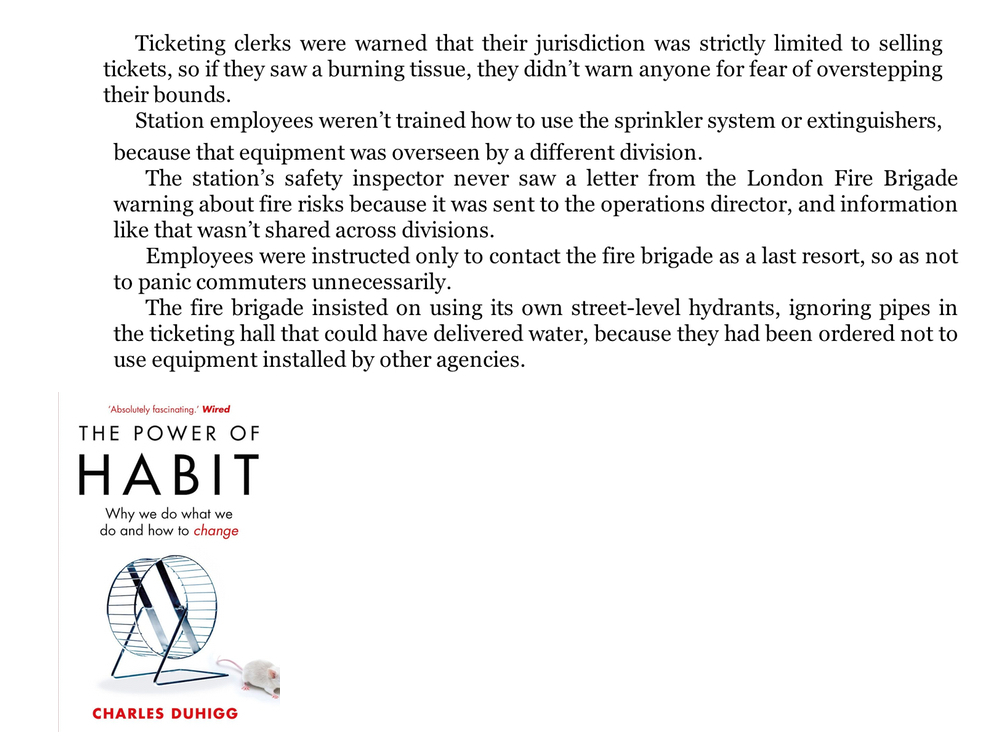 Ticketing clerks were warned that their jurisdiction was strictly limited to selling
tickets, so if they saw a burning tissue, they didn’t warn anyone for fear of overstepping
their bounds.
Station employees weren’t trained how to use the sprinkler system or extinguishers,
because that equipment was overseen by a different division.
The station’s safety inspector never saw a letter from the London Fire Brigade
warning about fire risks because it was sent to the operations director, and information
like that wasn’t shared across divisions.
Employees were instructed only to contact the fire brigade as a last resort, so as not
to panic commuters unnecessarily.
The fire brigade insisted on using its own street-level hydrants, ignoring pipes in
the ticketing hall that could have delivered water, because they had been ordered not to
use equipment installed by other agencies.
‘Absolutely fascinating.’ Wired
THE POWER OF
HABIT
Why we do what we
do and how to change
CHARLES DUHIGG